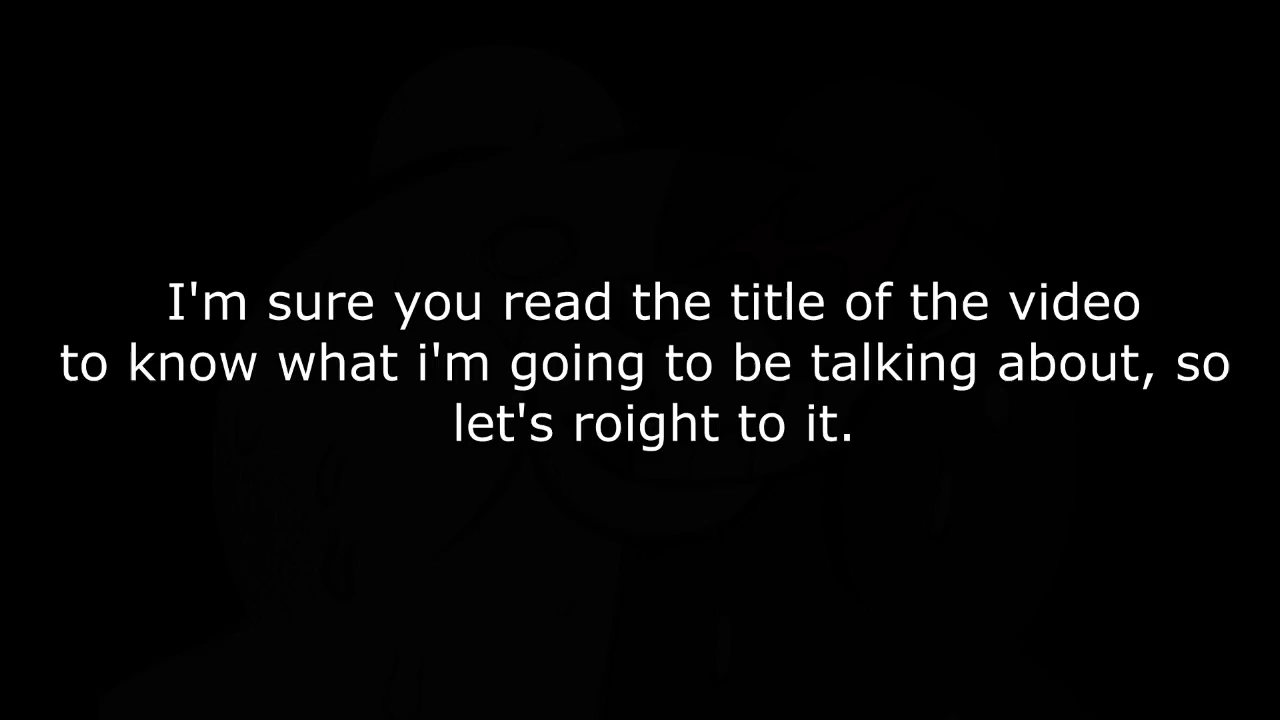 I'm sure you read the title of the video
to know what i'm going to be talking about, so
let's roight to it.